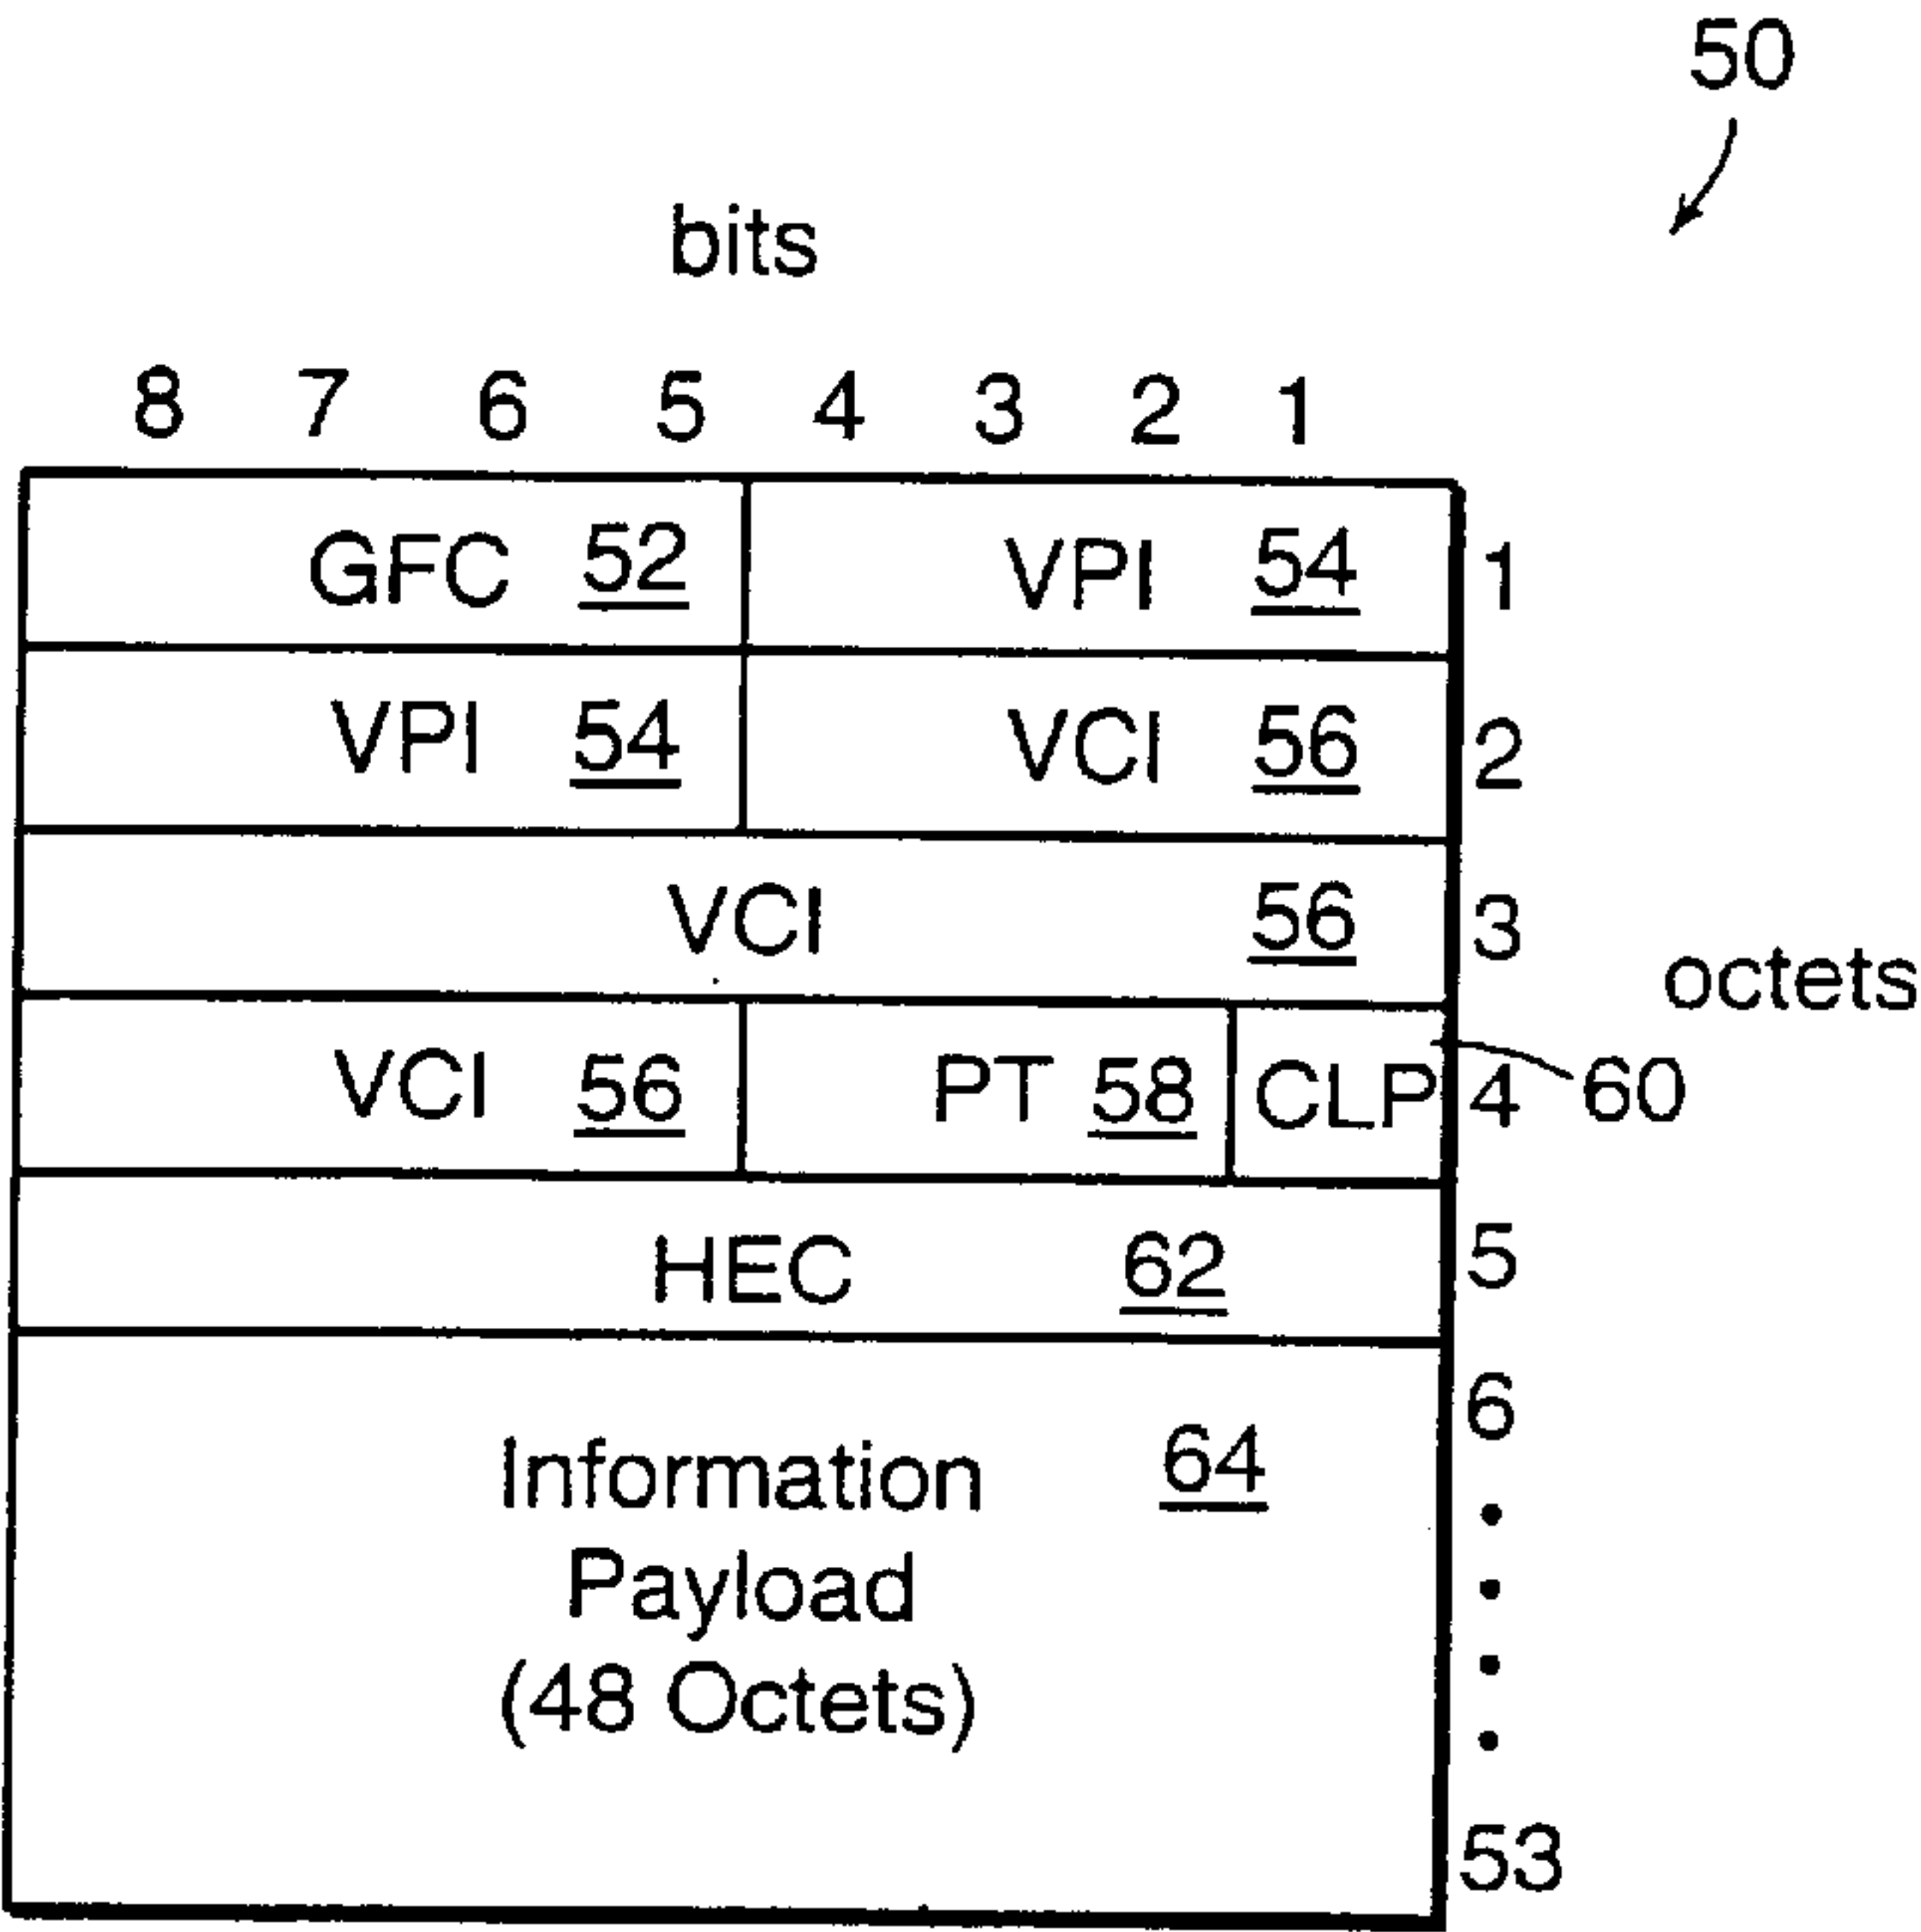 50
bits
8 7 6 5 4 3 2 1
GFC 52 VPI 54 1
VPI 54 VCI 56 2
VCI 56 3
octets
VCI 56 PT 58 CLP 4 60
HEC 62 5
6
Information 64
Payload
(48 Octets)
53